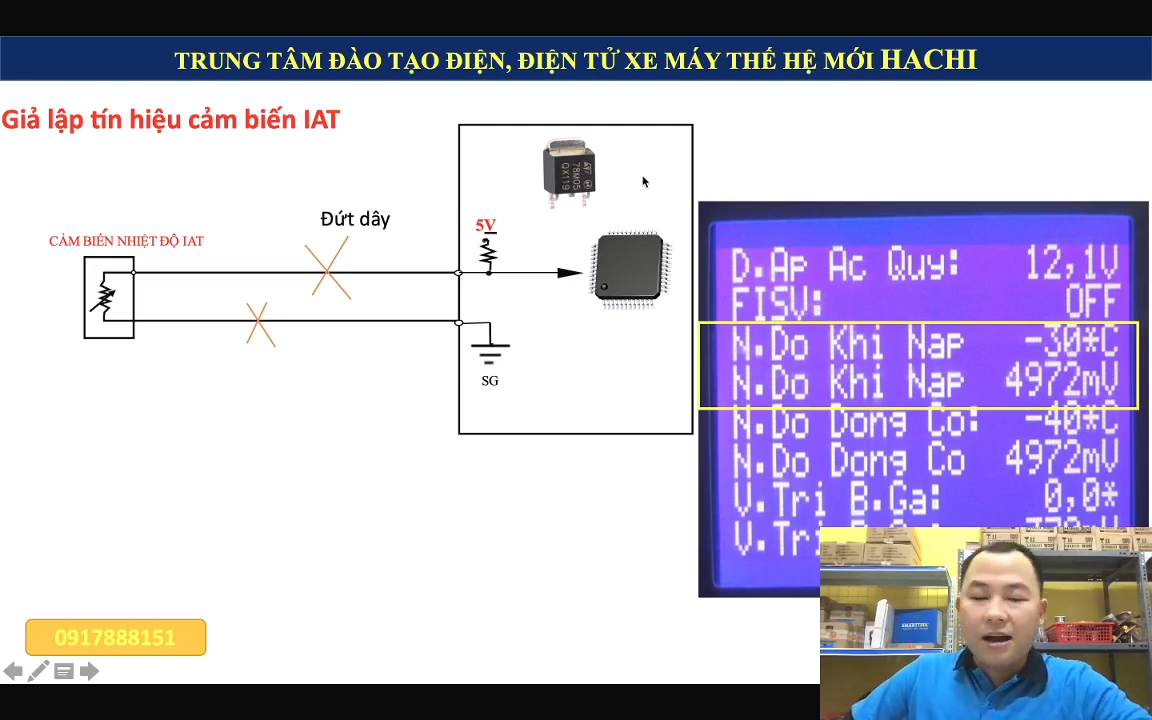 TRUNG TÂM ĐÀO TẠO ĐIỆN, ĐIỆN TỬ XE MÁY THẾ HỆ MỚI HACHI
Giả lập tín hiệu cảm biến IAT
Đứt dây
CẢM BIẾN NHIỆT ĐỘ IAT
5V
78M05
QX119
SG
D.Ap Ac Quy: 12,1V
FISV: OFF
N.Do Khi Nap -30*C
N.Do Khi Nap 4972mV
N.Do Dong Co: -40*C
N.Do Dong Co 4972mV
V.Tri B.Ga: 0,0*
V.Tri
0917888151